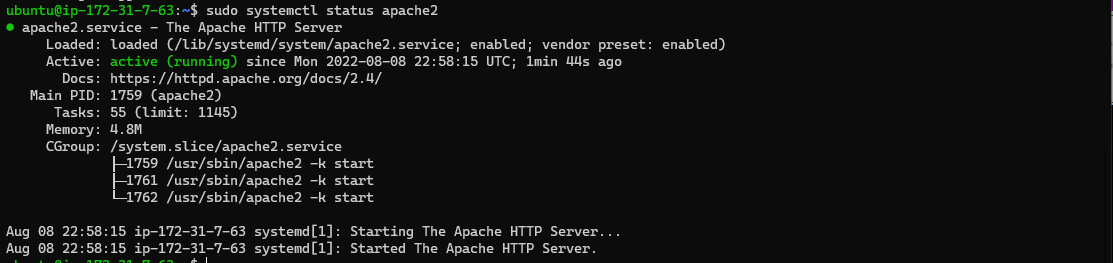 ubuntu@ip-172-31-7-63:~$ sudo systemctl status apache2
● apache2.service - The Apache HTTP Server
     Loaded: loaded (/lib/systemd/system/apache2.service; enabled; vendor preset: enabled)
     Active: active (running) since Mon 2022-08-08 22:58:15 UTC; 1min 44s ago
       Docs: https://httpd.apache.org/docs/2.4/
   Main PID: 1759 (apache2)
      Tasks: 55 (limit: 1145)
     Memory: 4.8M
     CGroup: /system.slice/apache2.service
             ├─1759 /usr/sbin/apache2 -k start
             ├─1761 /usr/sbin/apache2 -k start
             └─1762 /usr/sbin/apache2 -k start
Aug 08 22:58:15 ip-172-31-7-63 systemd[1]: Starting The Apache HTTP Server...
Aug 08 22:58:15 ip-172-31-7-63 systemd[1]: Started The Apache HTTP Server.
ubuntu@ip-172-31-7-63:~$